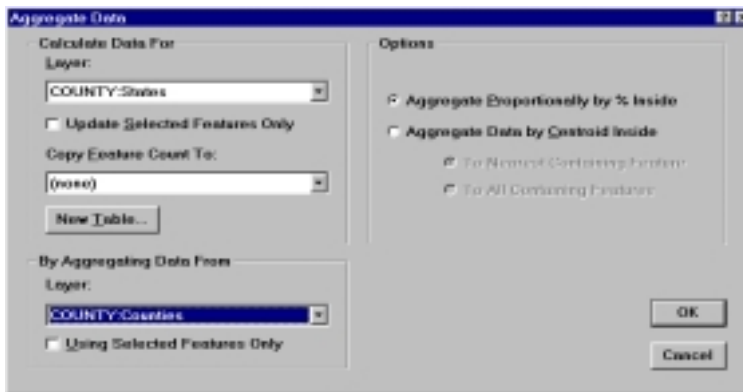 Aggregate Data
Calculate Data For
Layer:
COUNTY:States
Update Selected Features Only
Copy Feature Count To:
(none)
New Table...
By Aggregating Data From
Layer:
COUNTY:Counties
Using Selected Features Only
Options
Aggregate Proportionally by % Inside
Aggregate Data by Centroid Inside
To Nearest Containing Feature
To All Containing Features
OK
Cancel